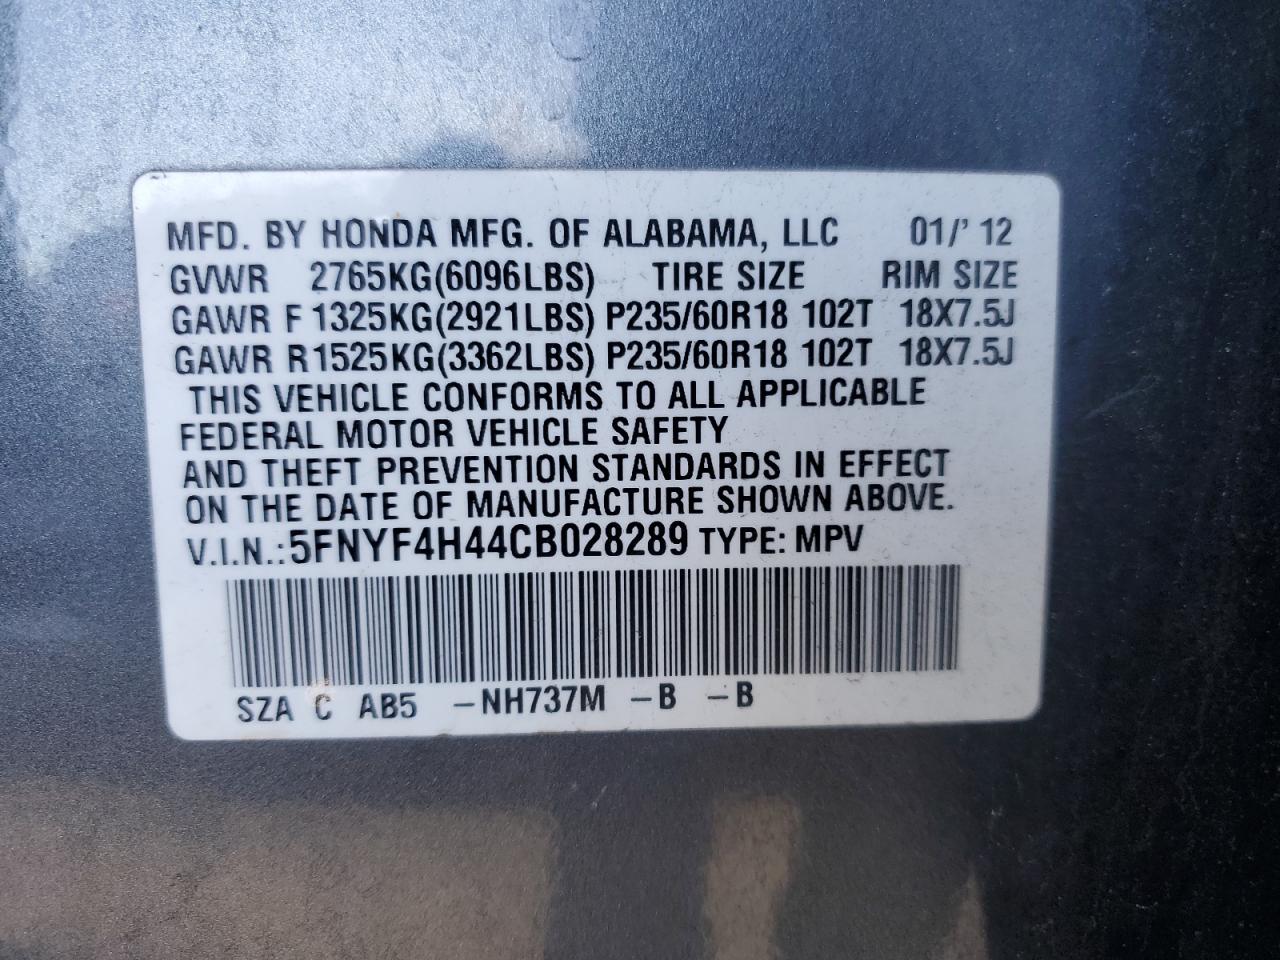 MFD. BY HONDA MFG. OF ALABAMA, LLC 01/'12
GVWR 2765KG(6096LBS) TIRE SIZE RIM SIZE
GAWR F 1325KG(2921LBS) P235/60R18 102T 18X7.5J
GAWR R 1525KG(3362LBS) P235/60R18 102T 18X7.5J
THIS VEHICLE CONFORMS TO ALL APPLICABLE
FEDERAL MOTOR VEHICLE SAFETY
AND THEFT PREVENTION STANDARDS IN EFFECT
ON THE DATE OF MANUFACTURE SHOWN ABOVE.
V.I.N.:5FNYF4H44CB028289 TYPE: MPV
SZA C AB5 -NH737M -B -B